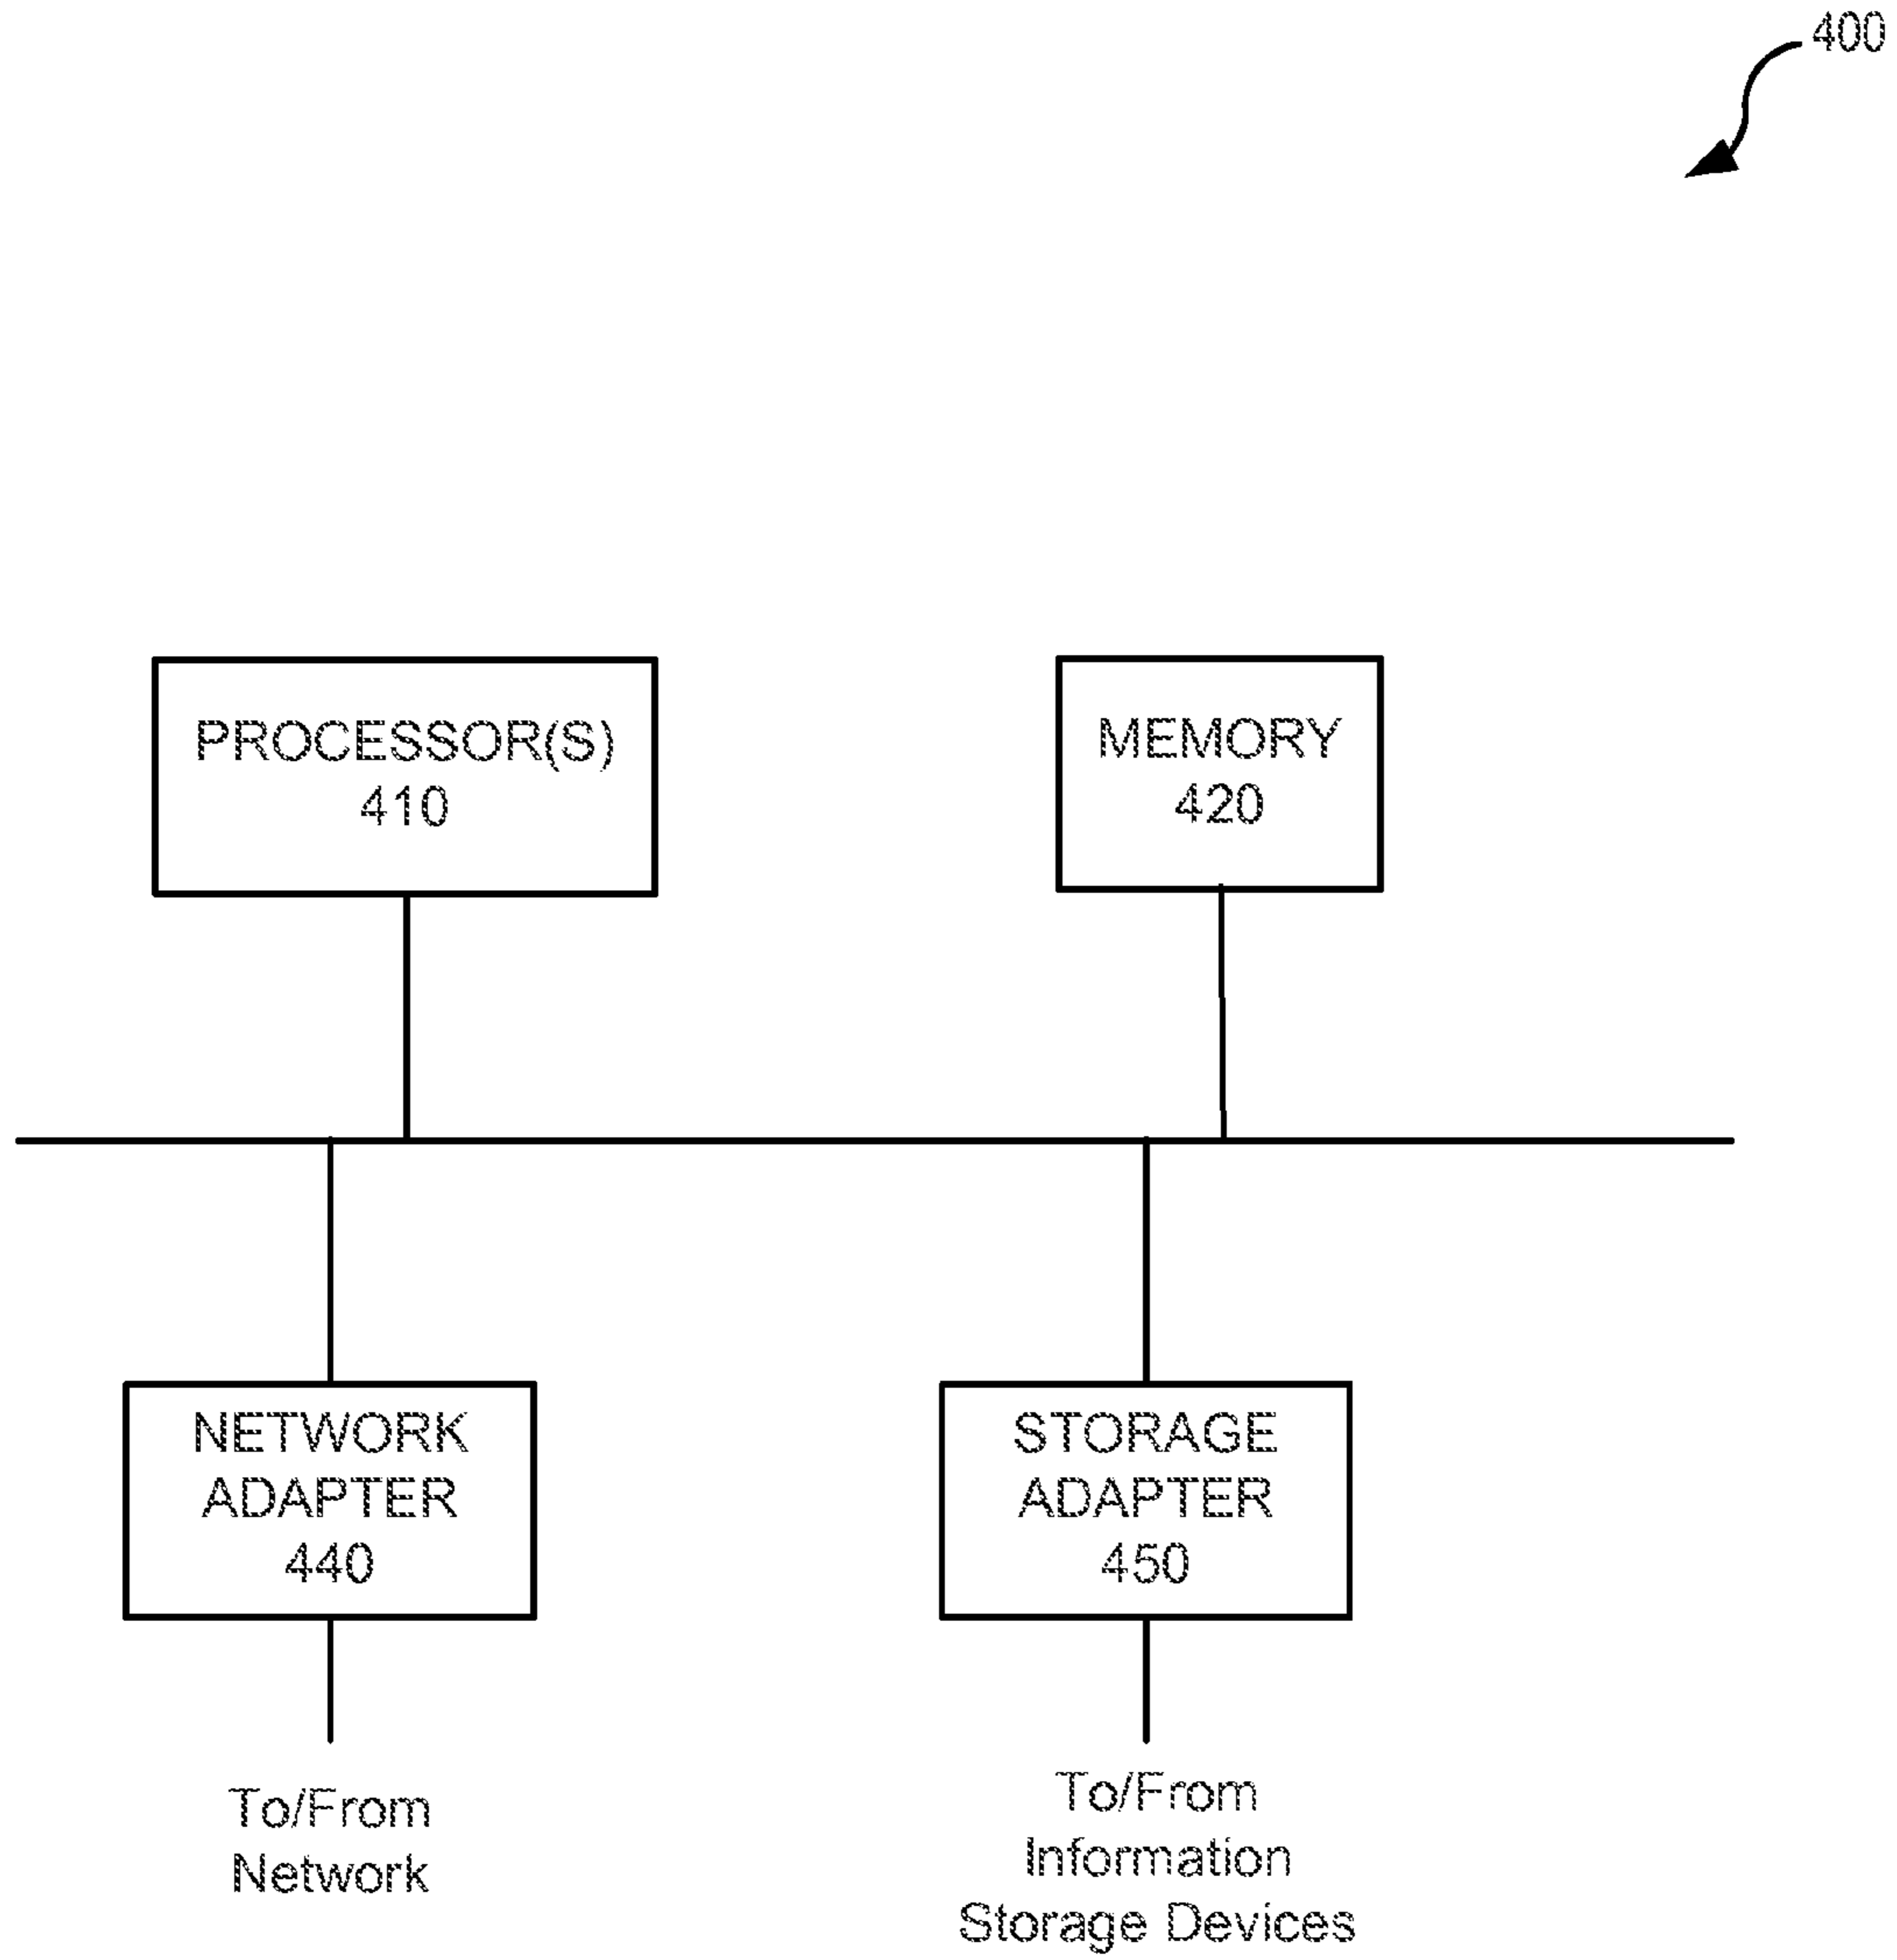 400
PROCESSOR(S)
410
MEMORY
420
NETWORK
ADAPTER
440
STORAGE
ADAPTER
450
To/From
Network
To/From
Information
Storage Devices